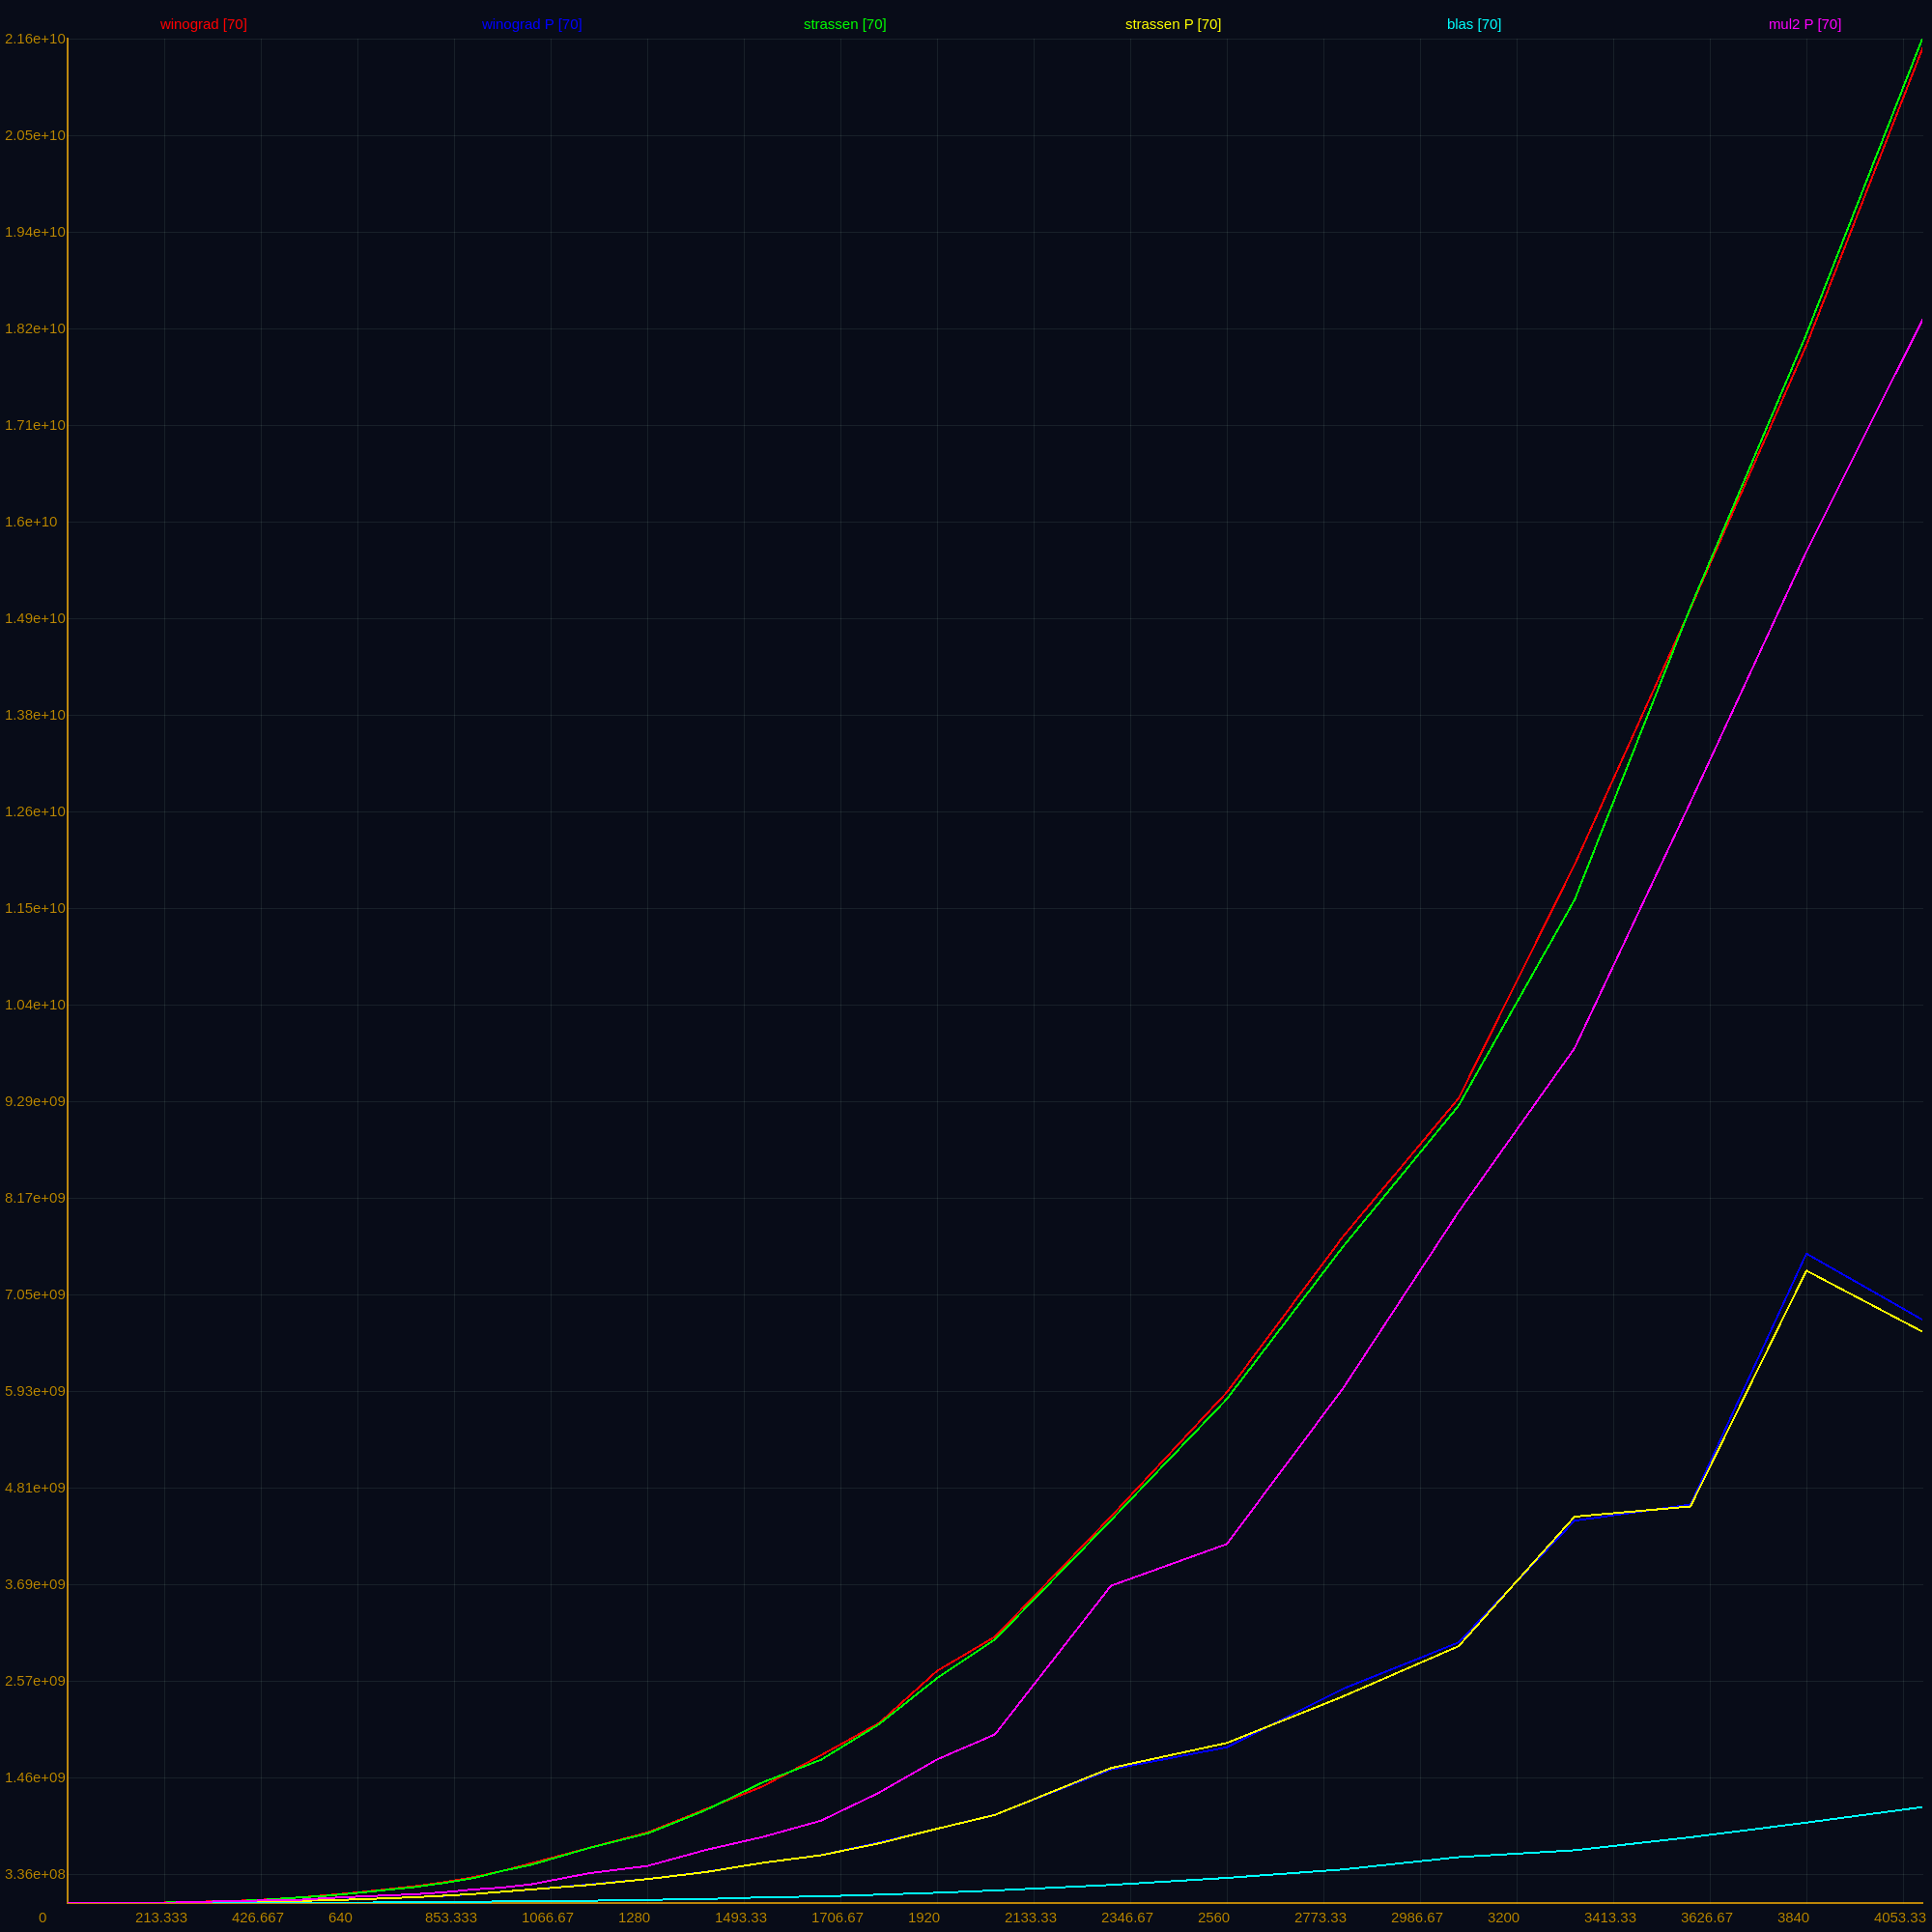 winograd [70] winograd P [70] strassen [70] strassen P [70] blas [70] mul2 P [70]
2.16e+10
2.05e+10
1.94e+10
1.82e+10
1.71e+10
1.6e+10
1.49e+10
1.38e+10
1.26e+10
1.15e+10
1.04e+10
9.29e+09
8.17e+09
7.05e+09
5.93e+09
4.81e+09
3.69e+09
2.57e+09
1.46e+09
3.36e+08
0 213.333 426.667 640 853.333 1066.67 1280 1493.33 1706.67 1920 2133.33 2346.67 2560 2773.33 2986.67 3200 3413.33 3626.67 3840 4053.33